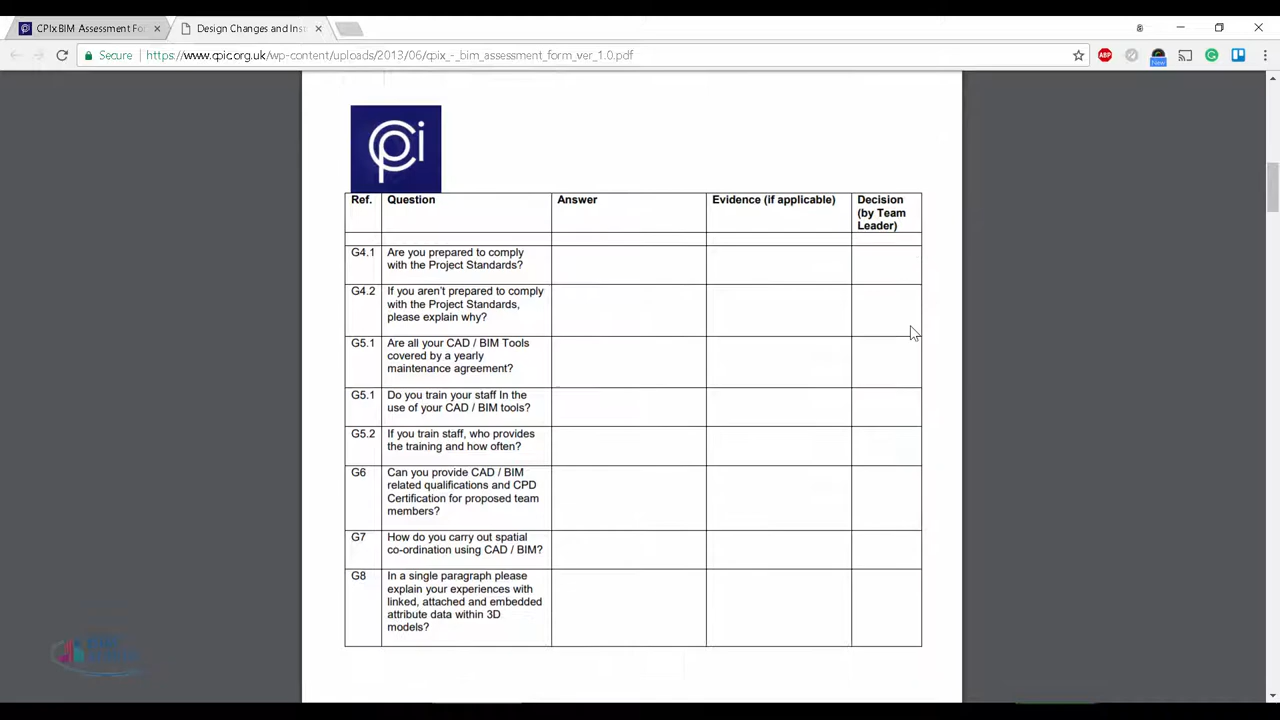 CPIxBIM Assessment Fo
Design Changes and Ins
Secure
https://www.cpic.org.uk/wp-content/uploads/2013/06/cpix_-_bim_assessment_form_ver_1.0.pdf
ABP
New
cpi
Ref.
Question
Answer
Evidence (if applicable)
Decision
(by Team
Leader)
G4.1
Are you prepared to comply
with the Project Standards?
G4.2
If you aren't prepared to comply
with the Project Standards,
please explain why?
G5.1
Are all your CAD / BIM Tools
covered by a yearly
maintenance agreement?
G5.1
Do you train your staff In the
use of your CAD / BIM tools?
G5.2
If you train staff, who provides
the training and how often?
G6
Can you provide CAD / BIM
related qualifications and CPD
Certification for proposed team
members?
G7
How do you carry out spatial
co-ordination using CAD / BIM?
G8
In a single paragraph please
explain your experiences with
linked, attached and embedded
attribute data within 3D
models?